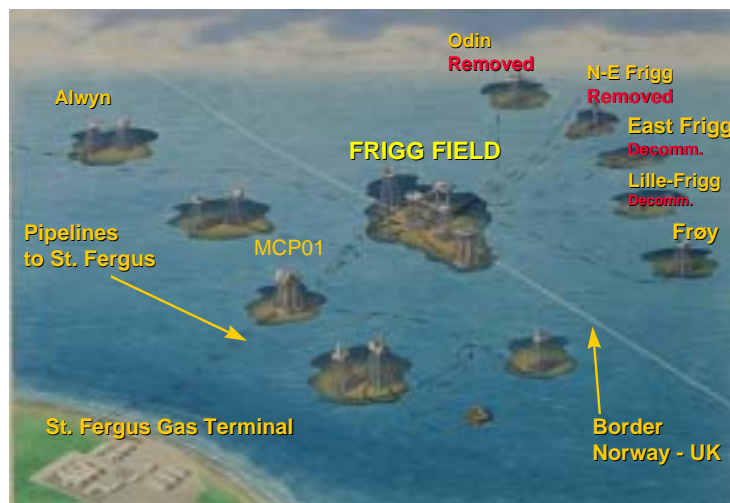 Odin
Removed
N-E Frigg
Removed
Alwyn
East Frigg
Decomm.
FRIGG FIELD
Lille-Frigg
Decomm.
Pipelines
to St. Fergus
MCP01
Frøy
St. Fergus Gas Terminal
Border
Norway - UK